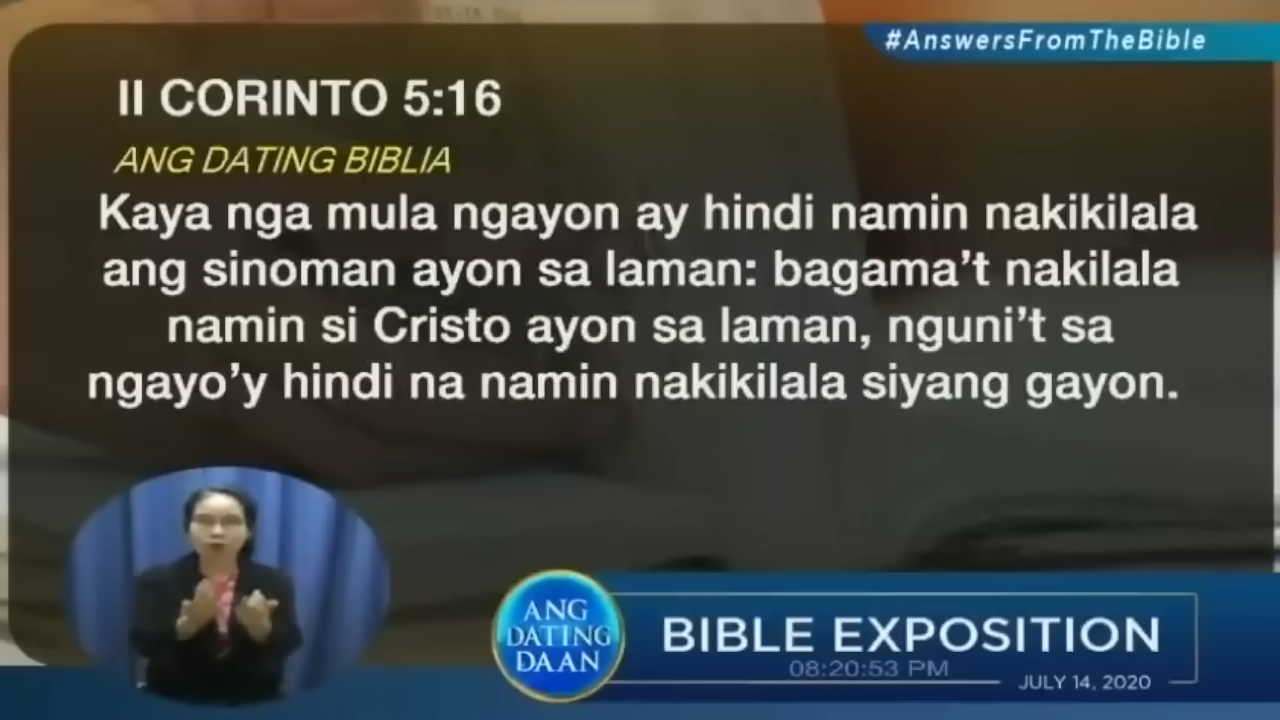 #AnswersFromTheBible
II CORINTO 5:16
ANG DATING BIBLIA
Kaya nga mula ngayon ay hindi namin nakikilala
ang sinoman ayon sa laman: bagama't nakilala
namin si Cristo ayon sa laman, nguni't sa
ngayo'y hindi na namin nakikilala siyang gayon.
ANG
DATING
DAAN
BIBLE EXPOSITION
08:20:53 PM
JULY 14, 2020